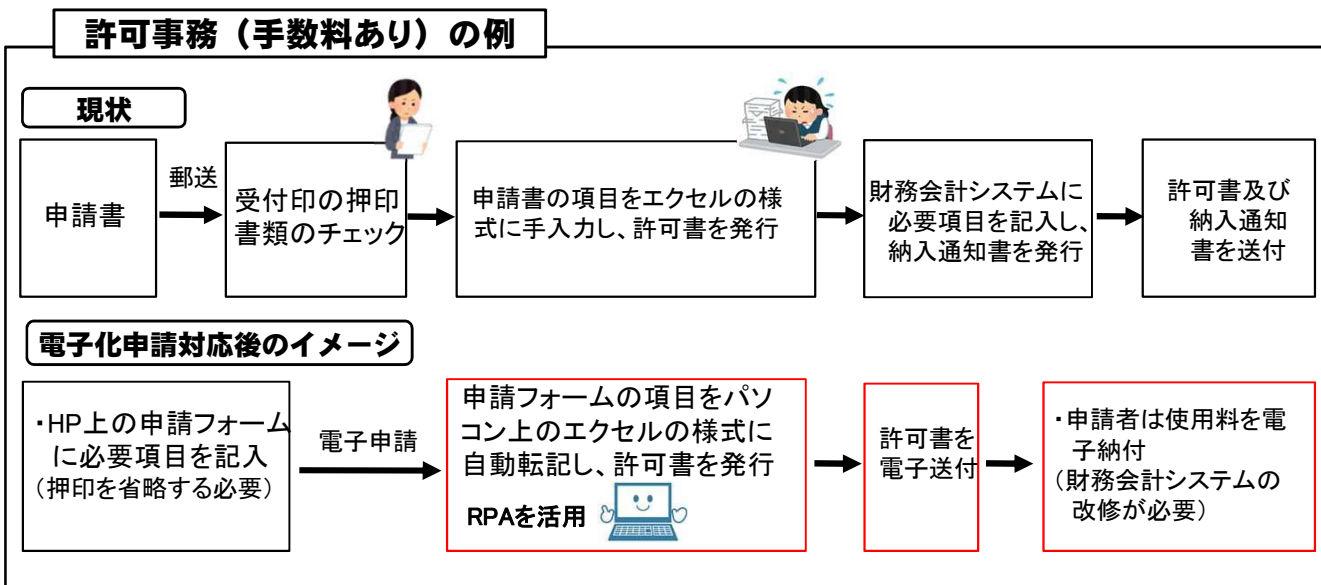 許可事務（手数料あり）の例
現状
申請書
郵送
受付印の押印
書類のチェック
申請書の項目をエクセルの様
式に手入力し、許可書を発行
財務会計システムに
必要項目を記入し、
納入通知書を発行
許可書及び
納入通知
書を送付
電子化申請対応後のイメージ
・HP上の申請フォーム
に必要項目を記入
（押印を省略する必要）
電子申請
申請フォームの項目をパソ
コン上のエクセルの様式に
自動転記し、許可書を発行
RPAを活用
許可書を
電子送付
・申請者は使用料を電
子納付
（財務会計システムの
改修が必要）